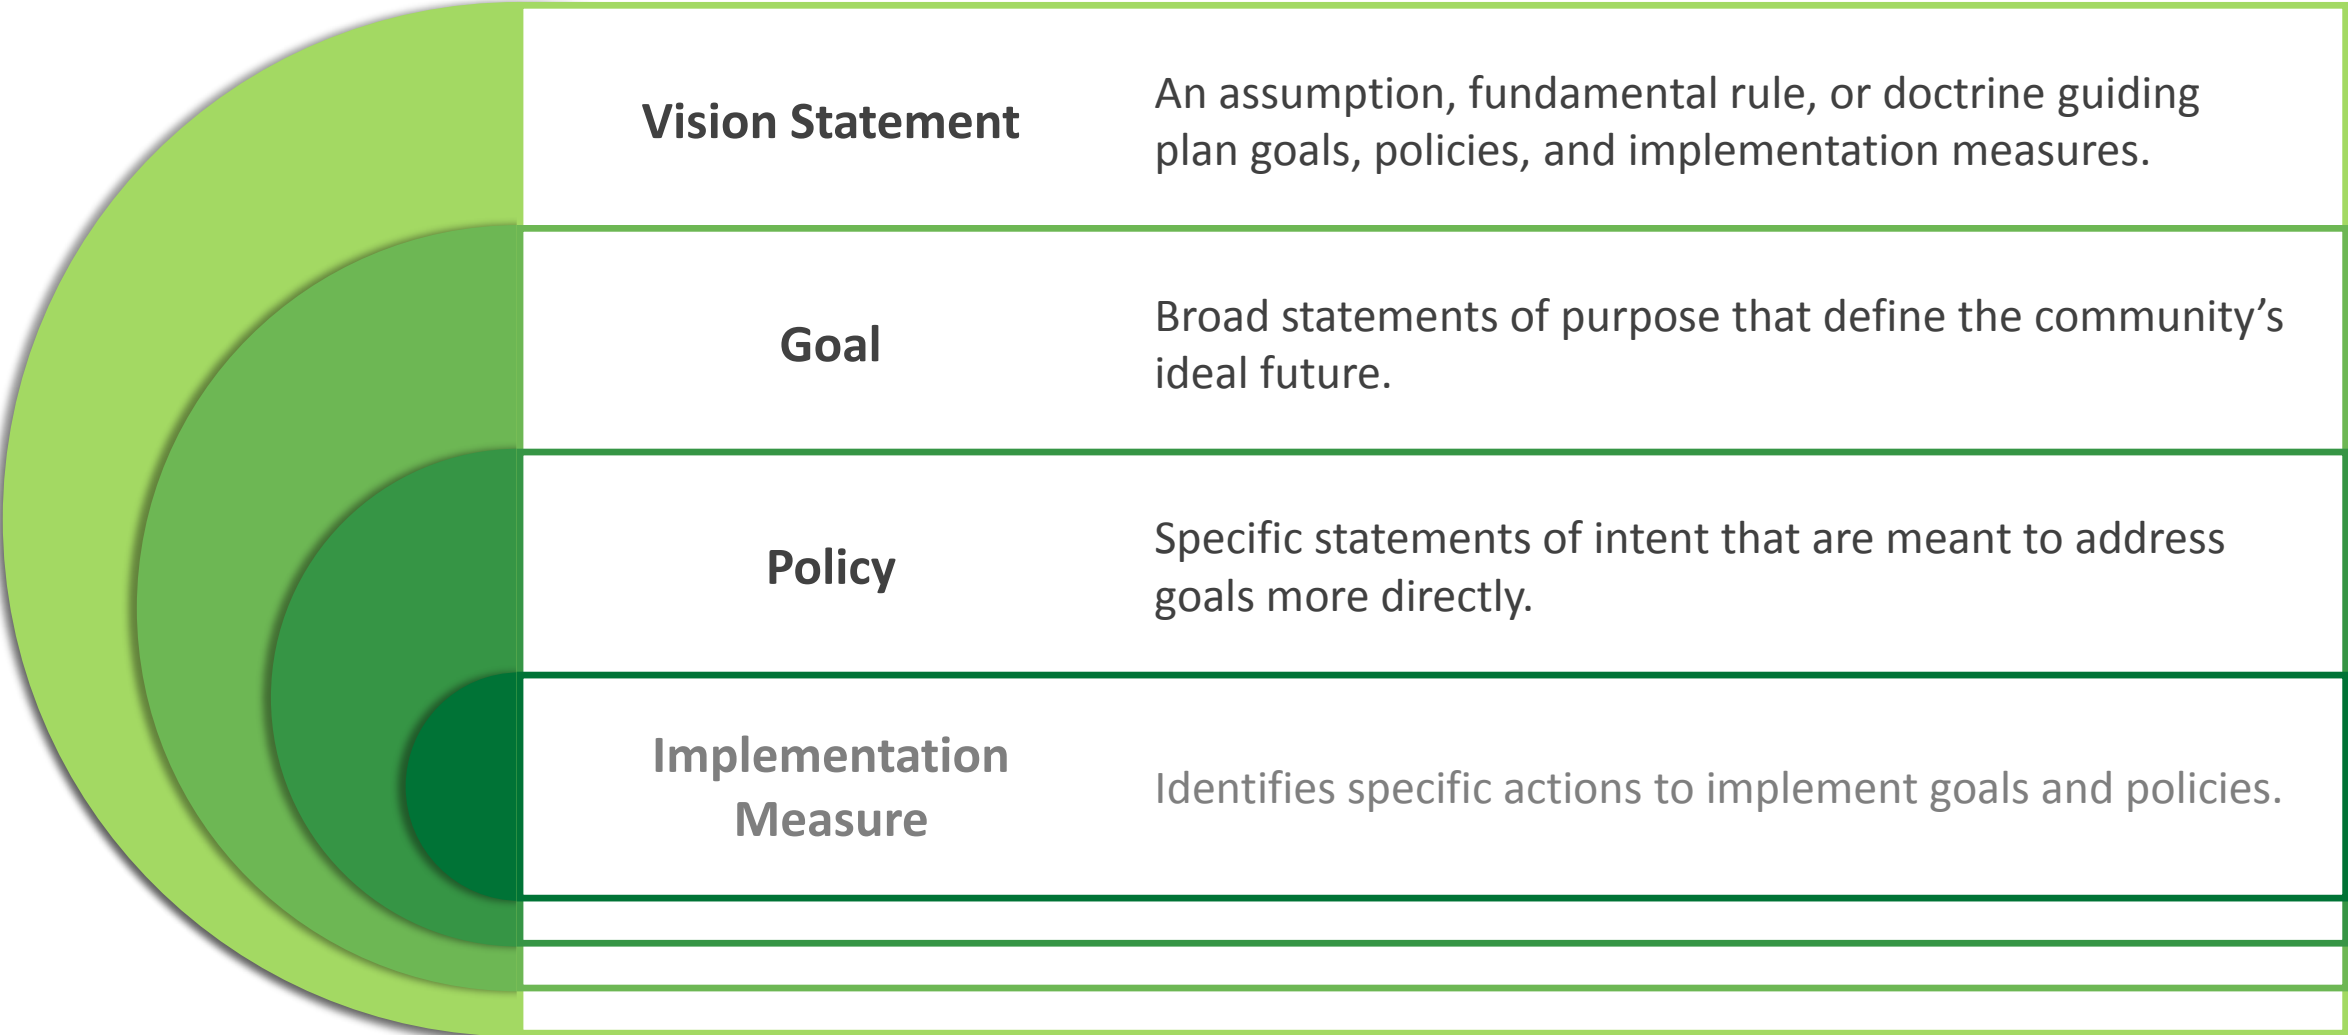 Vision Statement
An assumption, fundamental rule, or doctrine guiding
plan goals, policies, and implementation measures.
Goal
Broad statements of purpose that define the community’s
ideal future.
Policy
Specific statements of intent that are meant to address
goals more directly.
Implementation
Measure
Identifies specific actions to implement goals and policies.